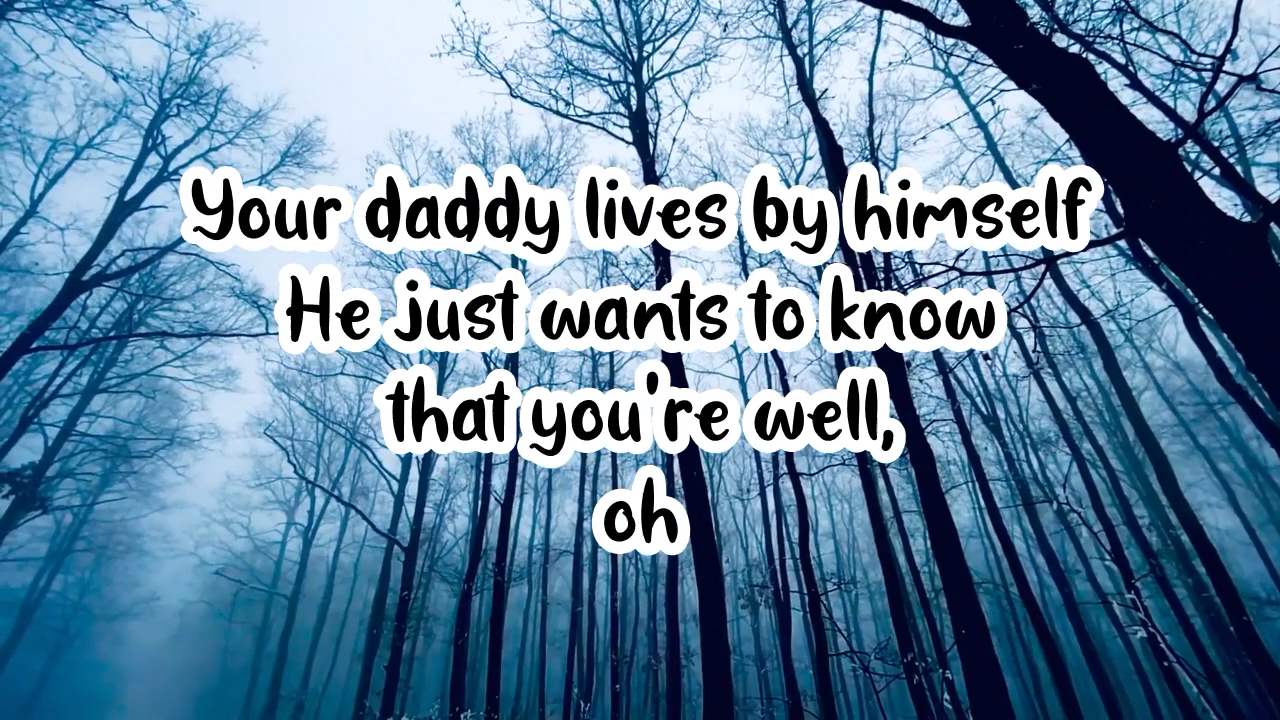 Your daddy lives by himself
He just wants to know
that you're well,
oh